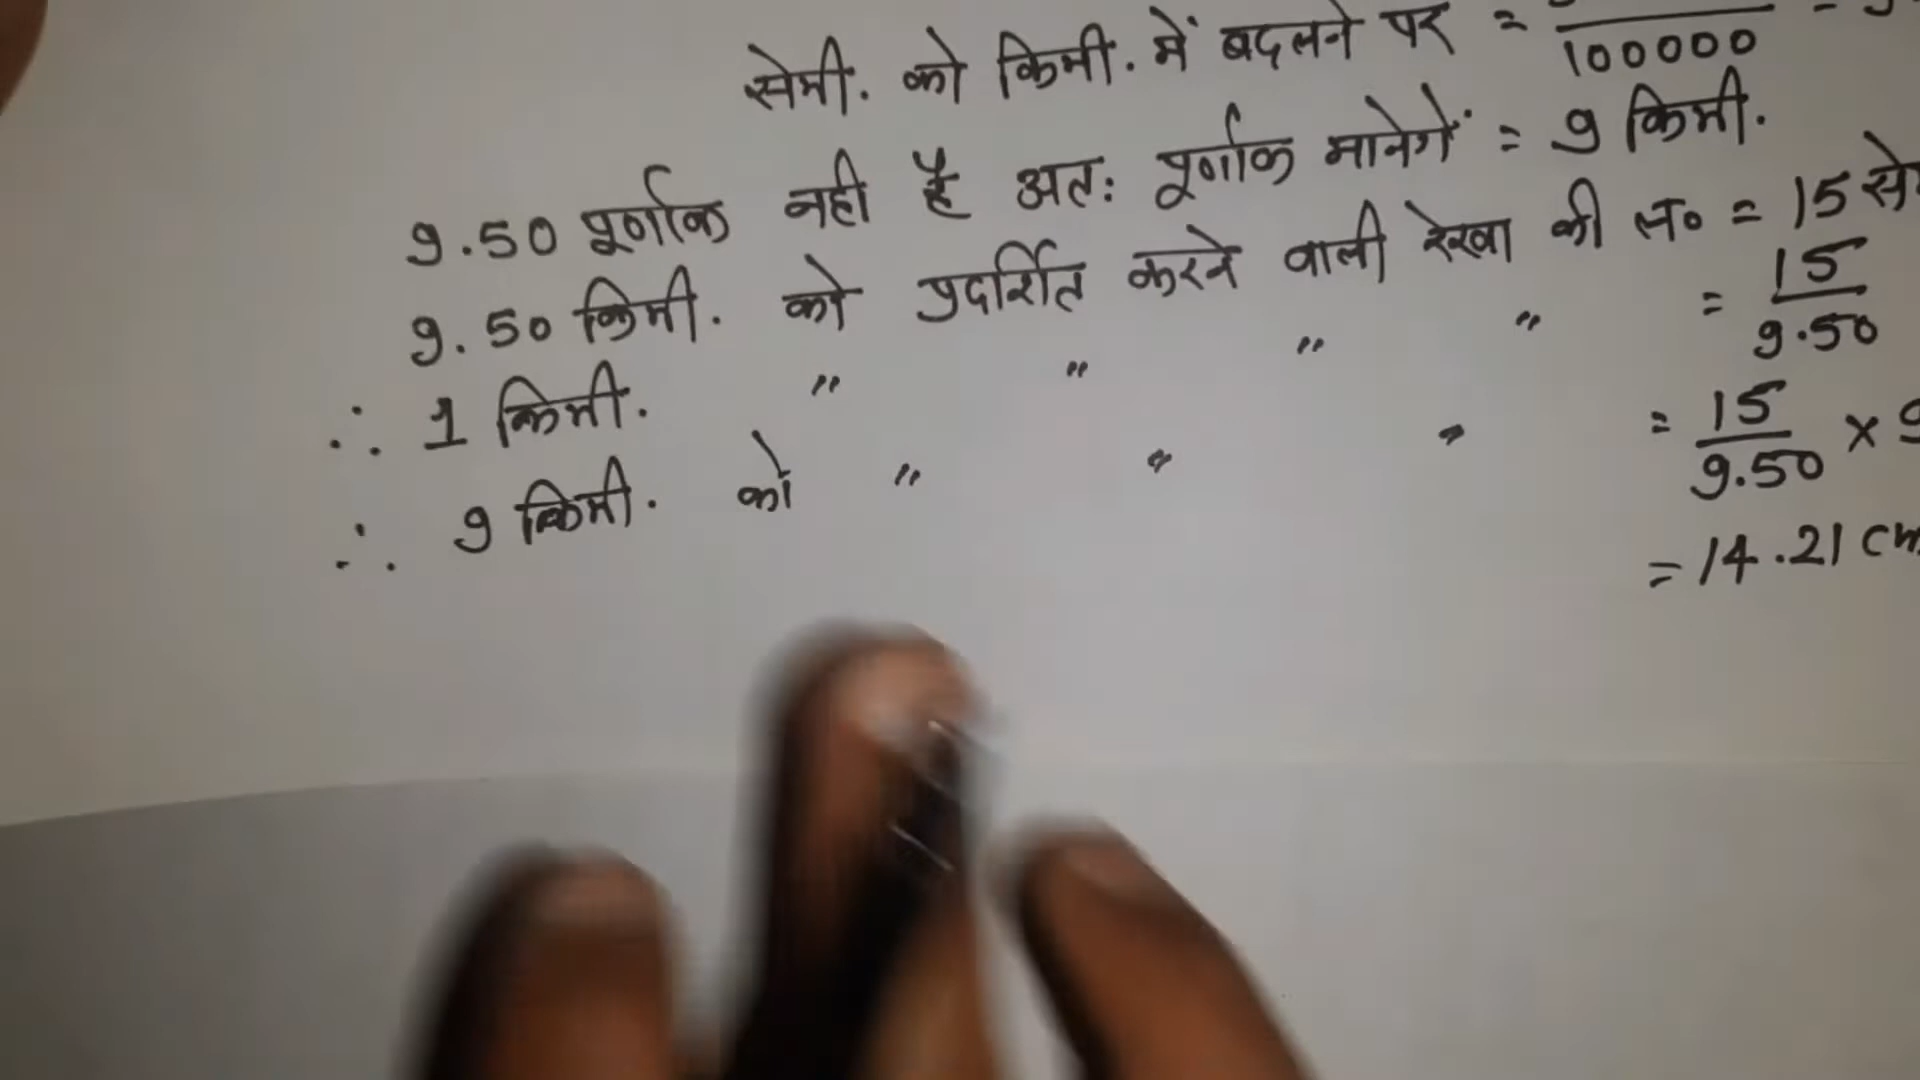 सेमी. को किमी. में बदलने पर = 100000
9.50 पूर्णांक नही है अतः पूर्णांक मानेगें = 9 किमी.
9.50 किमी. को प्रदर्शित करने वाली रेखा की ल० = 15
∴ 1 किमी. " " " " = 15/9.50
∴ 9 किमी. को " " " = 15/9.50 ×
= 14.21 cm